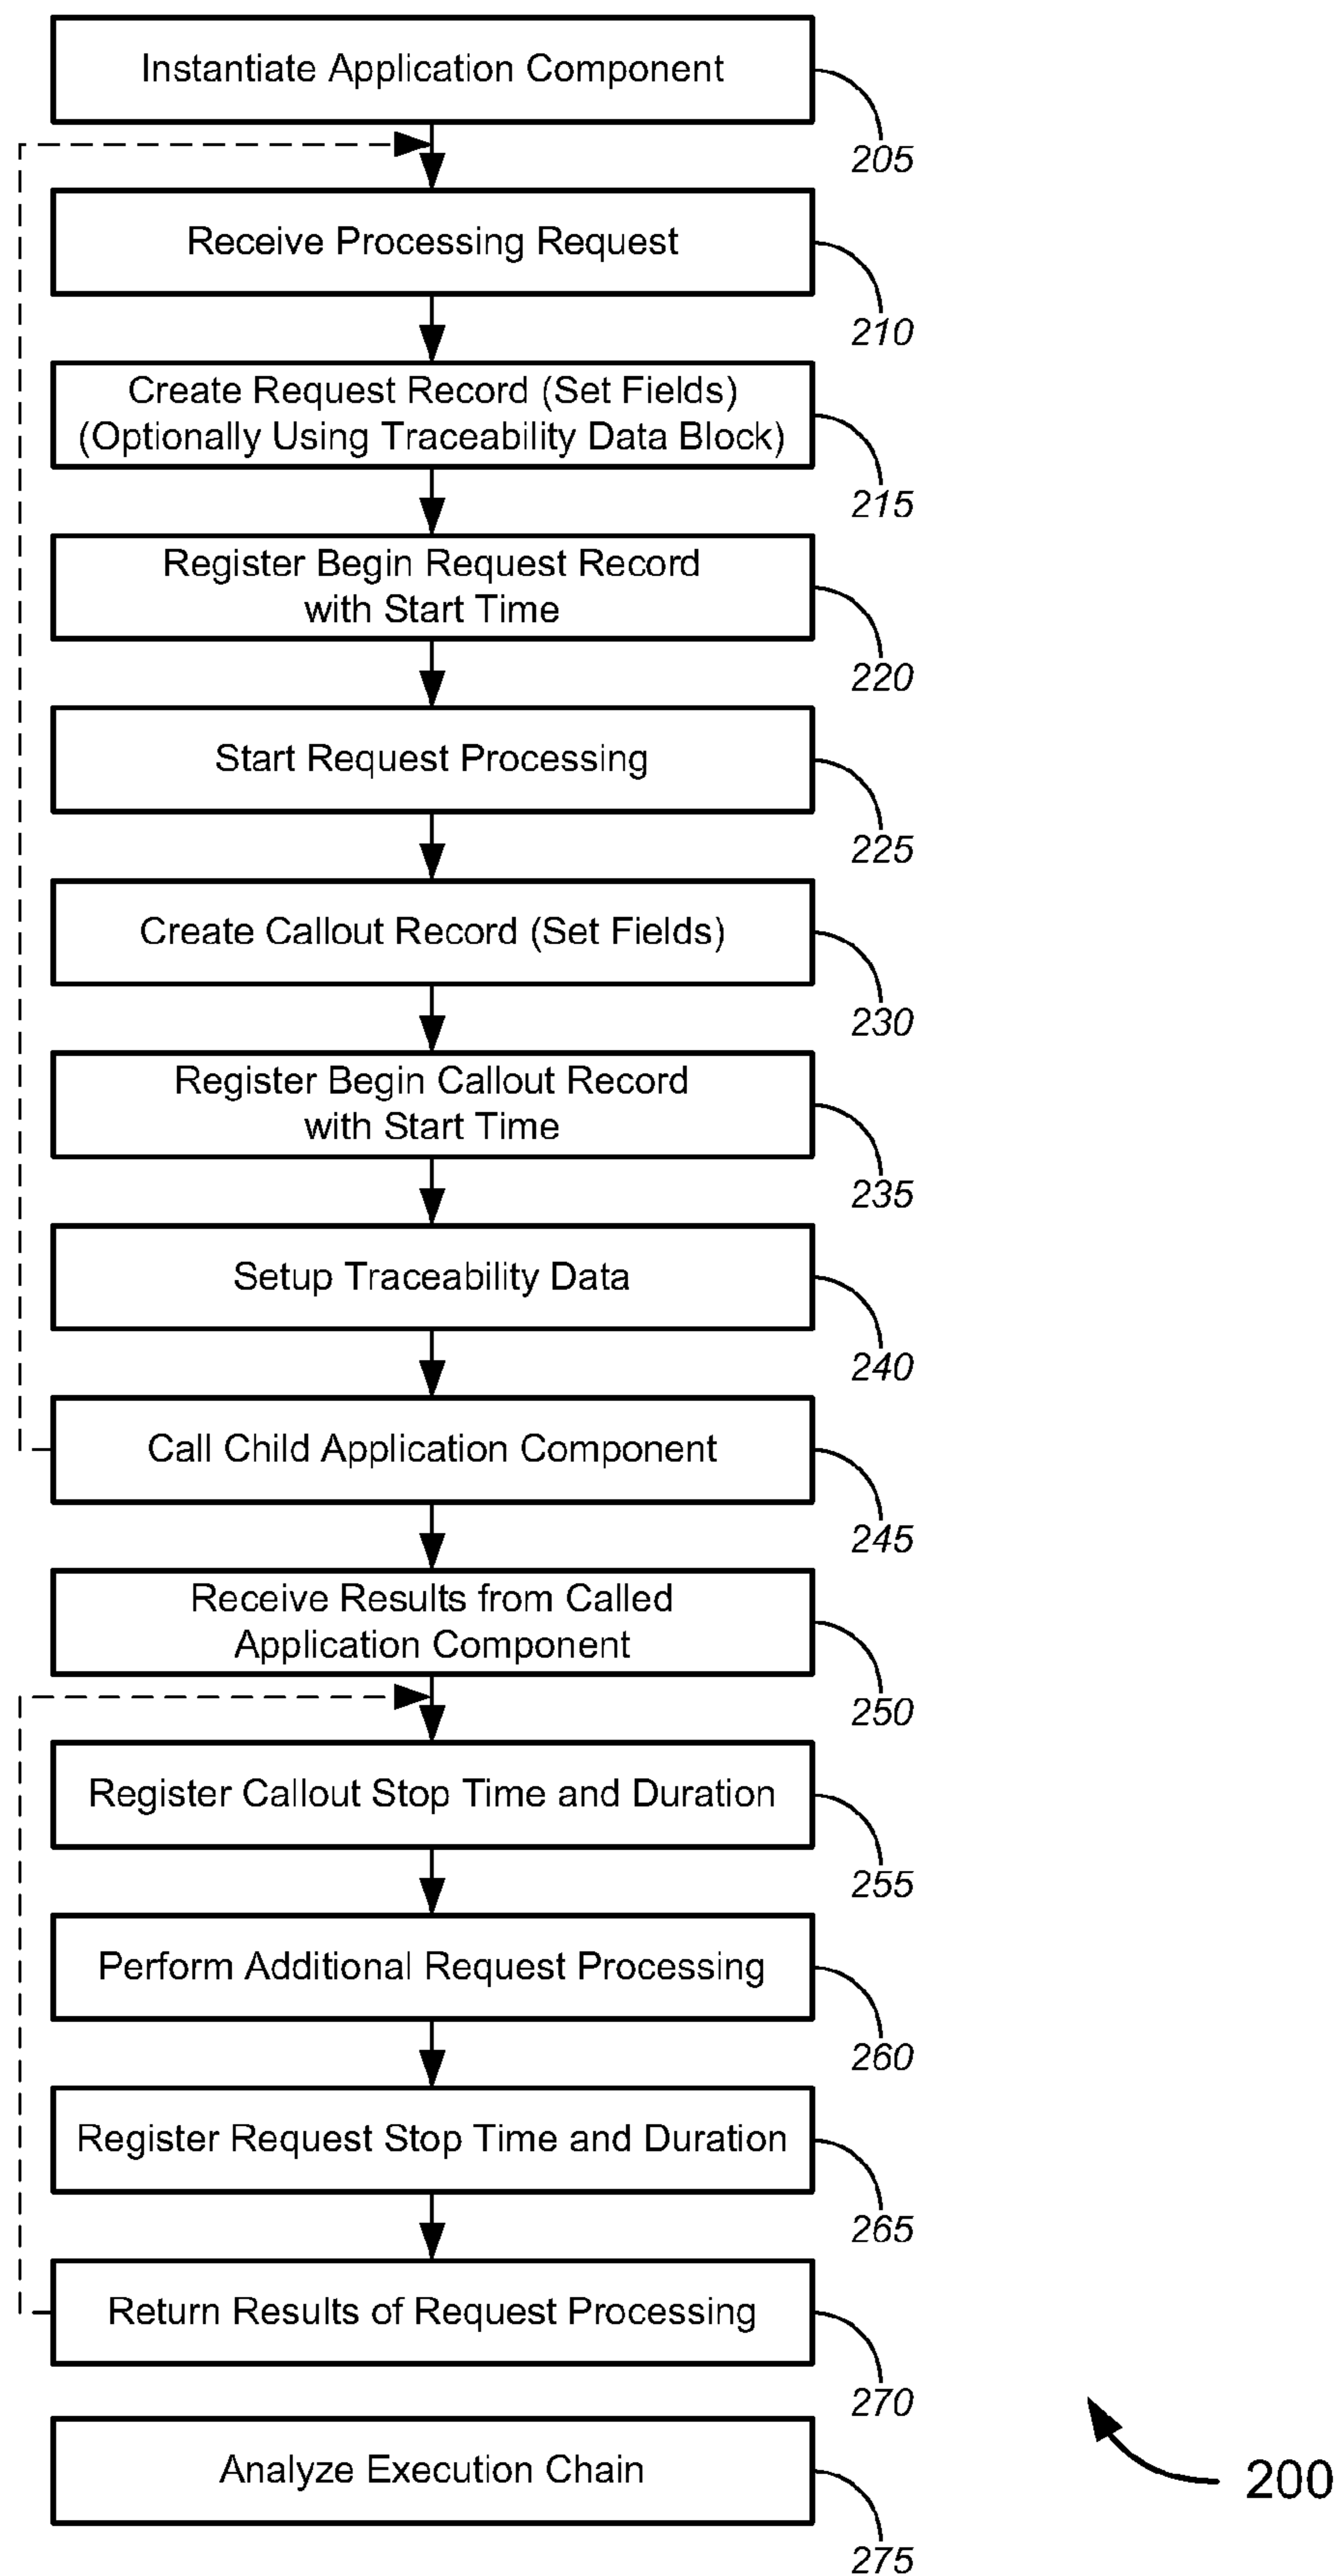 Instantiate Application Component
205
Receive Processing Request
210
Create Request Record (Set Fields)
(Optionally Using Traceability Data Block)
215
Register Begin Request Record
with Start Time
220
Start Request Processing
225
Create Callout Record (Set Fields)
230
Register Begin Callout Record
with Start Time
235
Setup Traceability Data
240
Call Child Application Component
245
Receive Results from Called
Application Component
250
Register Callout Stop Time and Duration
255
Perform Additional Request Processing
260
Register Request Stop Time and Duration
265
Return Results of Request Processing
270
Analyze Execution Chain
275
200